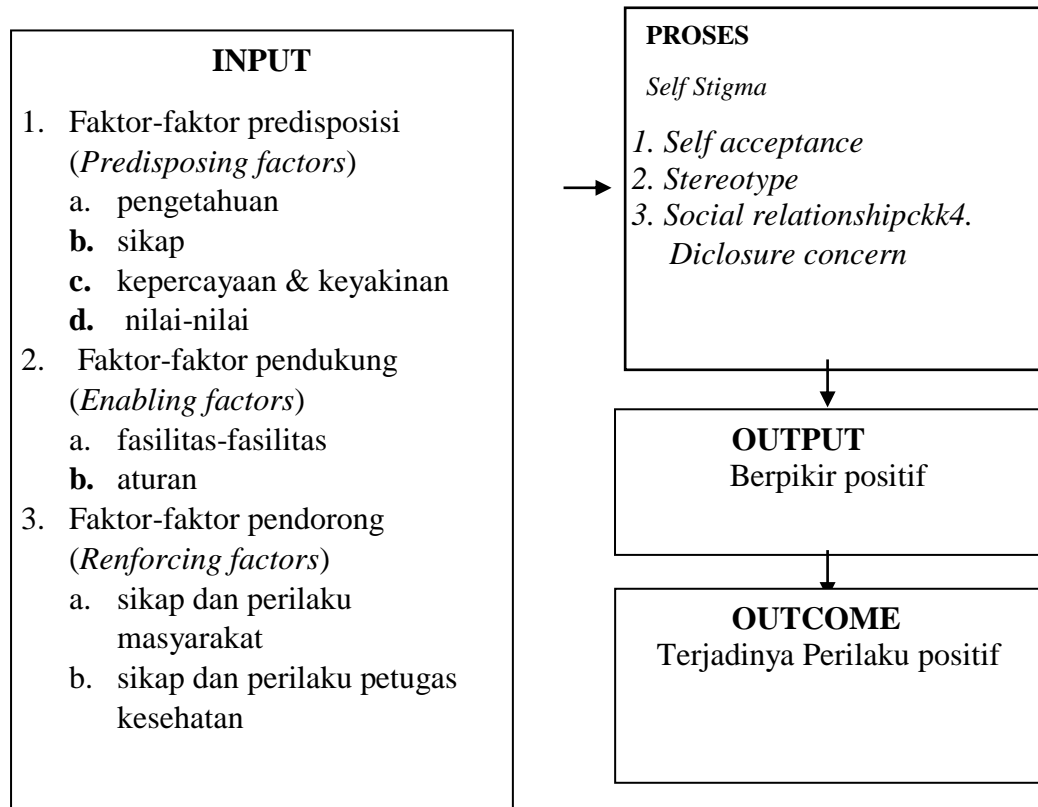 INPUT
1. Faktor-faktor predisposisi
(Predisposing factors)
a. pengetahuan
b. sikap
c. kepercayaan & keyakinan
d. nilai-nilai
2. Faktor-faktor pendukung
(Enabling factors)
a. fasilitas-fasilitas
b. aturan
3. Faktor-faktor pendorong
(Renforcing factors)
a. sikap dan perilaku
masyarakat
b. sikap dan perilaku petugas
kesehatan
PROSES
Self Stigma
1. Self acceptance
2. Stereotype
3. Social relationshipckk4.
Diclosure concern
OUTPUT
Berpikir positif
OUTCOME
Terjadinya Perilaku positif